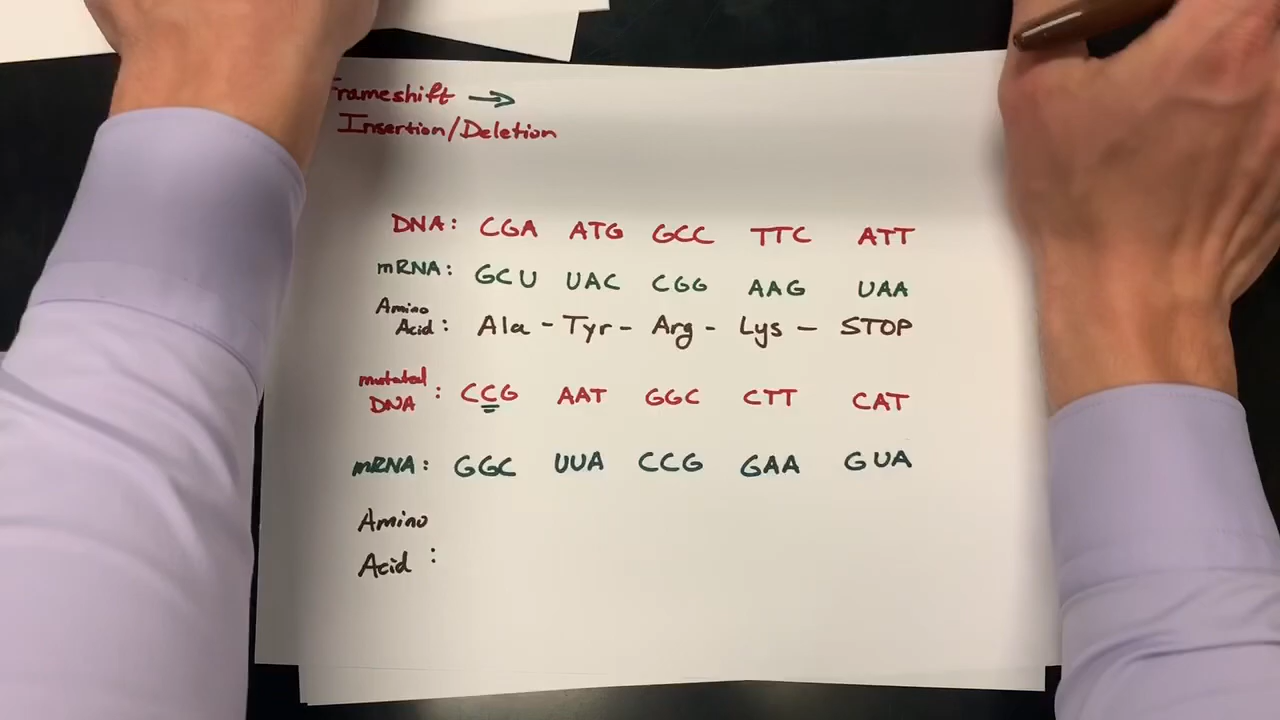 Frameshift →
Insertion/Deletion
DNA: CGA ATG GCC TTC ATT
mRNA: GCU UAC CGG AAG UAA
Amino
Acid: Ala - Tyr - Arg - Lys - STOP
mutated
DNA : CCG AAT GGC CTT CAT
mRNA: GGC UUA CCG GAA GUA
Amino
Acid :